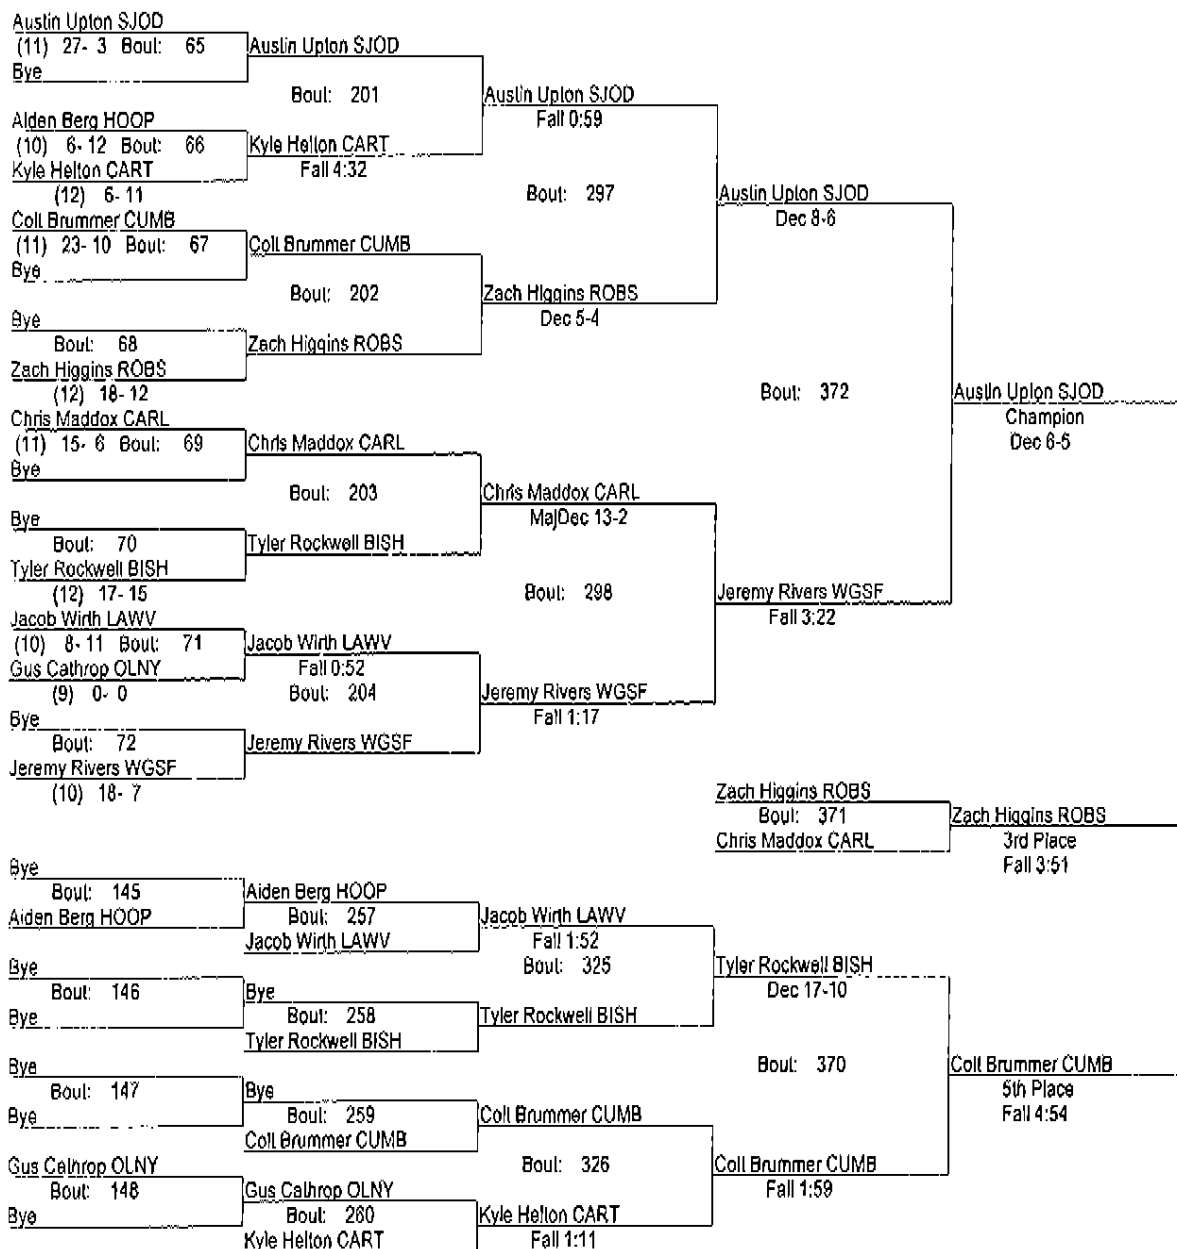 Austin Upton SJOD
(11) 27- 3 Bout: 65
Bye
Austin Upton SJOD
Bout: 201
Aiden Berg HOOP
(10) 6- 12 Bout: 66
Kyle Helton CART
(12) 6- 11
Kyle Helton CART
Fall 4:32
Austin Upton SJOD
Fall 0:59
Bout: 297
Colt Brummer CUMB
(11) 23- 10 Bout: 67
Bye
Colt Brummer CUMB
Bout: 202
Bye
Bout: 68
Zach Higgins ROBS
(12) 18- 12
Zach Higgins ROBS
Zach Higgins ROBS
Dec 5-4
Austin Upton SJOD
Dec 8-6
Bout: 372
Austin Upton SJOD
Champion
Dec 6-5
Chris Maddox CARL
(11) 15- 6 Bout: 69
Bye
Chris Maddox CARL
Bout: 203
Bye
Bout: 70
Tyler Rockwell BISH
(12) 17- 15
Tyler Rockwell BISH
Chris Maddox CARL
MajDec 13-2
Bout: 298
Jacob Wirth LAWV
(10) 8- 11 Bout: 71
Gus Cathrop OLNY
(9) 0- 0
Jacob Wirth LAWV
Fall 0:52
Bout: 204
Bye
Bout: 72
Jeremy Rivers WGSF
(10) 18- 7
Jeremy Rivers WGSF
Jeremy Rivers WGSF
Fall 1:17
Jeremy Rivers WGSF
Fall 3:22
Zach Higgins ROBS
Bout: 371
Chris Maddox CARL
Zach Higgins ROBS
3rd Place
Fall 3:51
Bye
Bout: 145
Aiden Berg HOOP
Aiden Berg HOOP
Bout: 257
Jacob Wirth LAWV
Jacob Wirth LAWV
Fall 1:52
Bout: 325
Bye
Bout: 146
Bye
Bye
Bout: 258
Tyler Rockwell BISH
Tyler Rockwell BISH
Tyler Rockwell BISH
Dec 17-10
Bout: 370
Bye
Bout: 147
Bye
Bye
Bout: 259
Colt Brummer CUMB
Colt Brummer CUMB
Bout: 326
Gus Cathrop OLNY
Bout: 148
Bye
Gus Cathrop OLNY
Bout: 260
Kyle Helton CART
Kyle Helton CART
Fall 1:11
Colt Brummer CUMB
Fall 1:59
Colt Brummer CUMB
5th Place
Fall 4:54